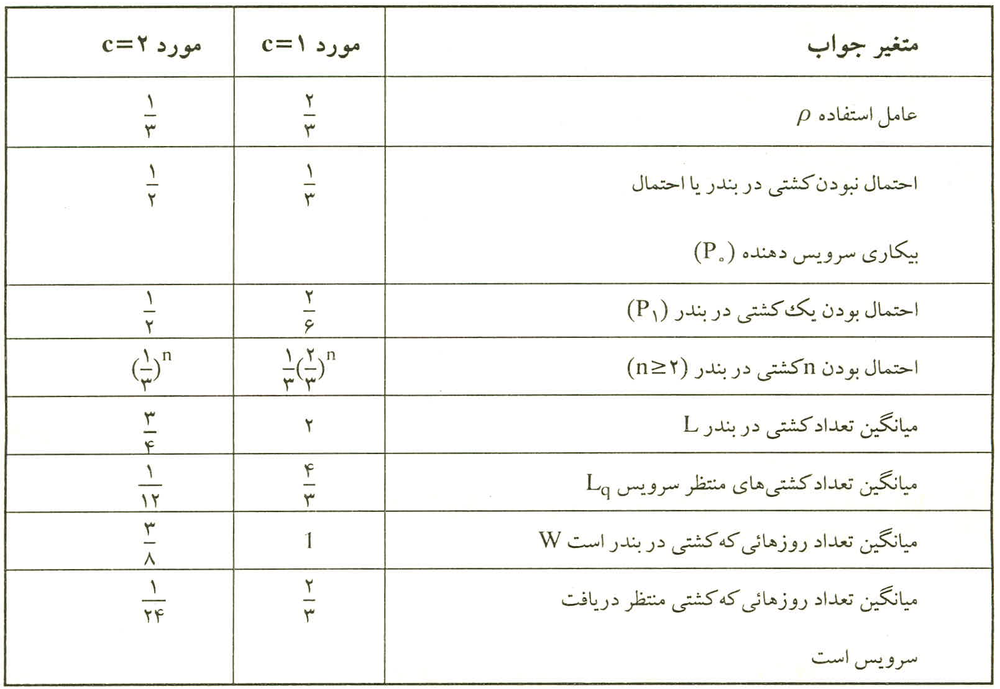 متغیر جواب مورد c=۱ مورد c=۲
عامل استفاده ρ ۲/۳ ۱/۳
احتمال نبودن کشتی در بندر یا احتمال ۱/۳ ۱/۲
بیکاری سرویس دهنده (P۰)
احتمال بودن یک کشتی در بندر (P۱) ۲/۶ ۱/۲
احتمال بودن n کشتی در بندر (n≥۲) ۱/۳(۲/۳)^n (۱/۳)^n
میانگین تعداد کشتی در بندر L ۲ ۳/۴
میانگین تعداد کشتی‌های منتظر سرویس Lq ۴/۳ ۱/۱۲
میانگین تعداد روزهائی که کشتی در بندر است W 1 ۳/۸
میانگین تعداد روزهائی که کشتی منتظر دریافت ۲/۳ ۱/۲۴
سرویس است